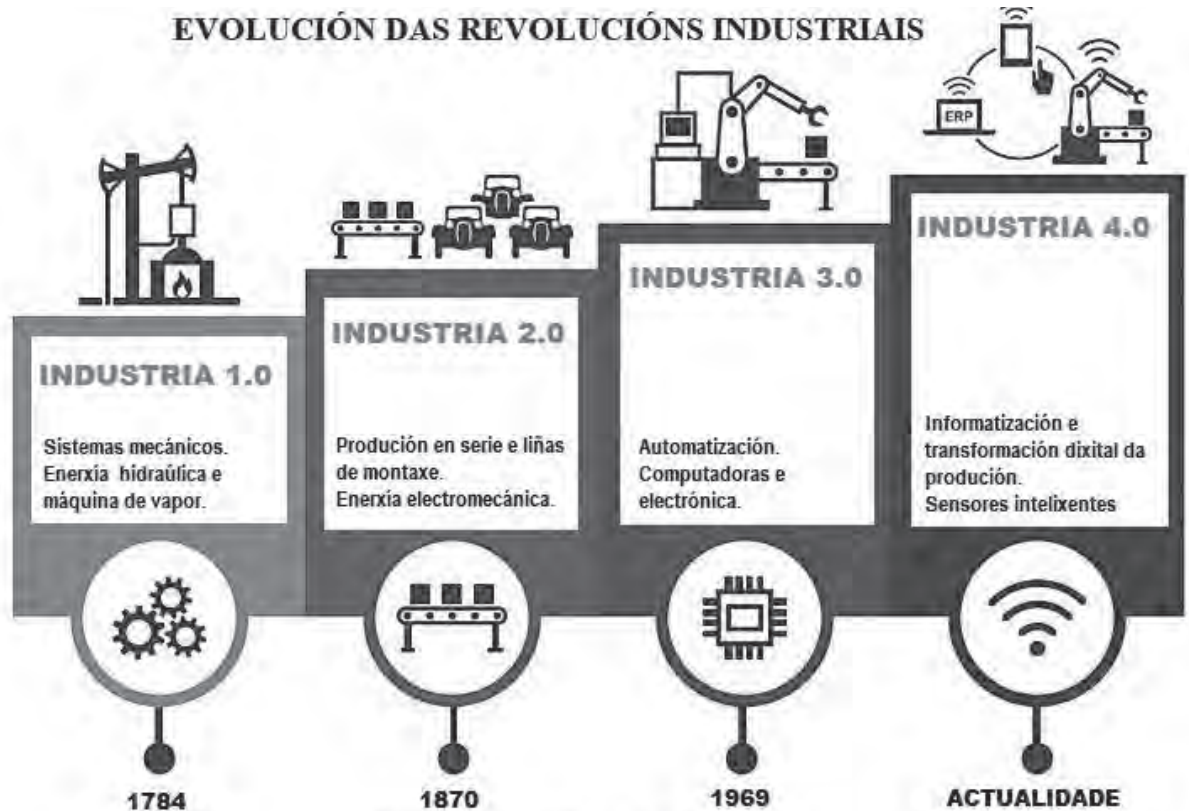 EVOLUCIÓN DAS REVOLUCIÓNS INDUSTRIAIS
ERP
INDUSTRIA 1.0
Sistemas mecánicos.
Enerxía hidraúlica e
máquina de vapor.
1784
INDUSTRIA 2.0
Produción en serie e liñas
de montaxe.
Enerxía electromecánica.
1870
INDUSTRIA 3.0
Automatización.
Computadoras e
electrónica.
1969
INDUSTRIA 4.0
Informatización e
transformación dixital da
produción.
Sensores intelixentes
ACTUALIDADE